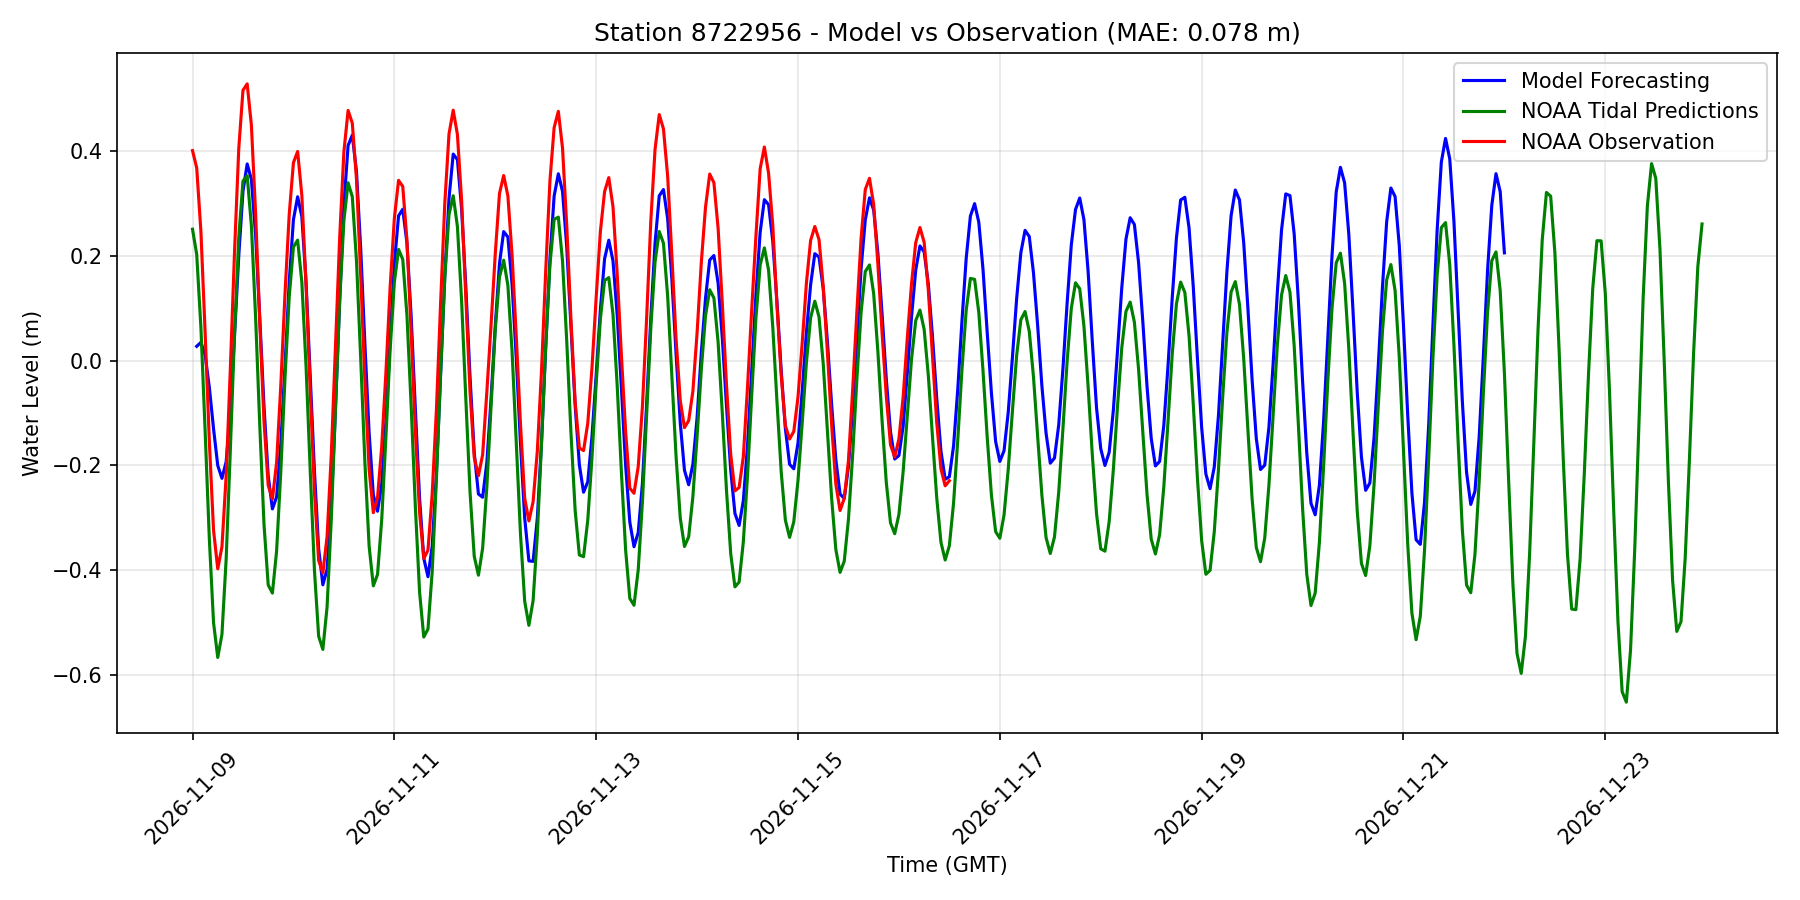 Station 8722956 - Model vs Observation (MAE: 0.078 m)
Model Forecasting
NOAA Tidal Predictions
NOAA Observation
Water Level (m)
0.4
0.2
0.0
−0.2
−0.4
−0.6
2026-11-09
2026-11-11
2026-11-13
2026-11-15
2026-11-17
2026-11-19
2026-11-21
2026-11-23
Time (GMT)